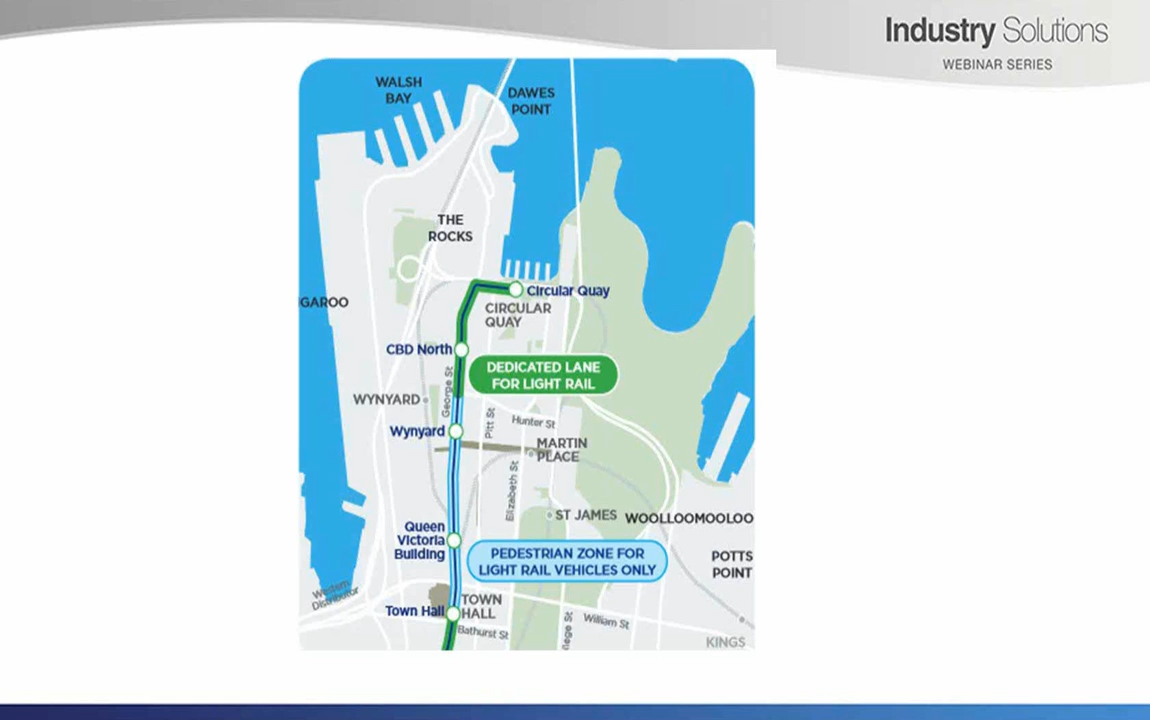 Industry Solutions
WEBINAR SERIES
WALSH
BAY
DAWES
POINT
THE
ROCKS
GAROO
Circular Quay
CIRCULAR
QUAY
CBD North
DEDICATED LANE
FOR LIGHT RAIL
George St
WYNYARD
Pitt St
Hunter St
Wynyard
MARTIN
PLACE
Elizabeth St
ST JAMES
WOOLLOOMOOLOO
Queen
Victoria
Building
PEDESTRIAN ZONE FOR
LIGHT RAIL VEHICLES ONLY
POTTS
POINT
Western
Distributor
Town Hall
TOWN
HALL
Bathurst St
llege St
William St
KINGS